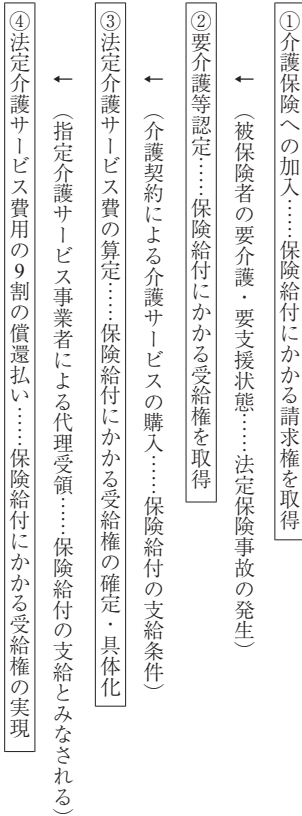 ①介護保険への加入……保険給付にかかる請求権を取得
← (被保険者の要介護・要支援状態……法定保険事故の発生)
②要介護等認定……保険給付にかかる受給権を取得
← (介護契約による介護サービスの購入……保険給付の支給条件)
③法定介護サービス費の算定……保険給付にかかる受給権の確定・具体化
← (指定介護サービス事業者による代理受領……保険給付の支給とみなされる)
④法定介護サービス費用の9割の償還払い……保険給付にかかる受給権の実現